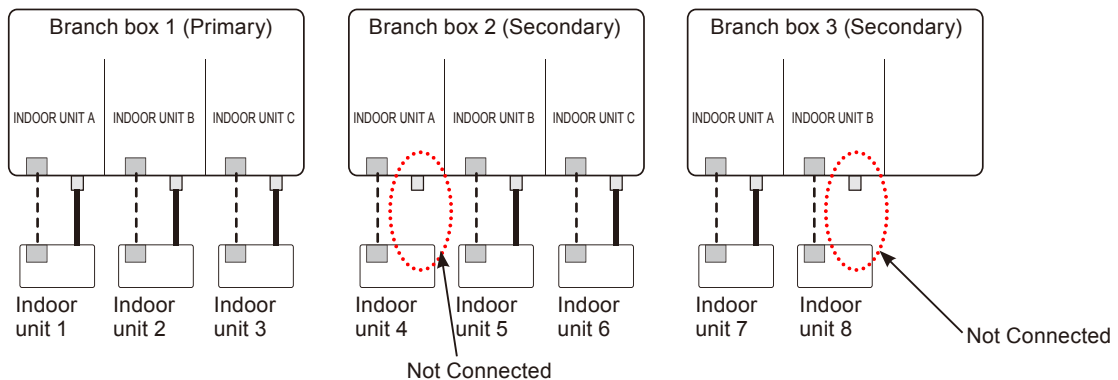 Branch box 1 (Primary)
Branch box 2 (Secondary)
Branch box 3 (Secondary)
INDOOR UNIT A
INDOOR UNIT B
INDOOR UNIT C
INDOOR UNIT A
INDOOR UNIT B
INDOOR UNIT C
INDOOR UNIT A
INDOOR UNIT B
Indoor
unit 1
Indoor
unit 2
Indoor
unit 3
Indoor
unit 4
Indoor
unit 5
Indoor
unit 6
Indoor
unit 7
Indoor
unit 8
Not Connected
Not Connected